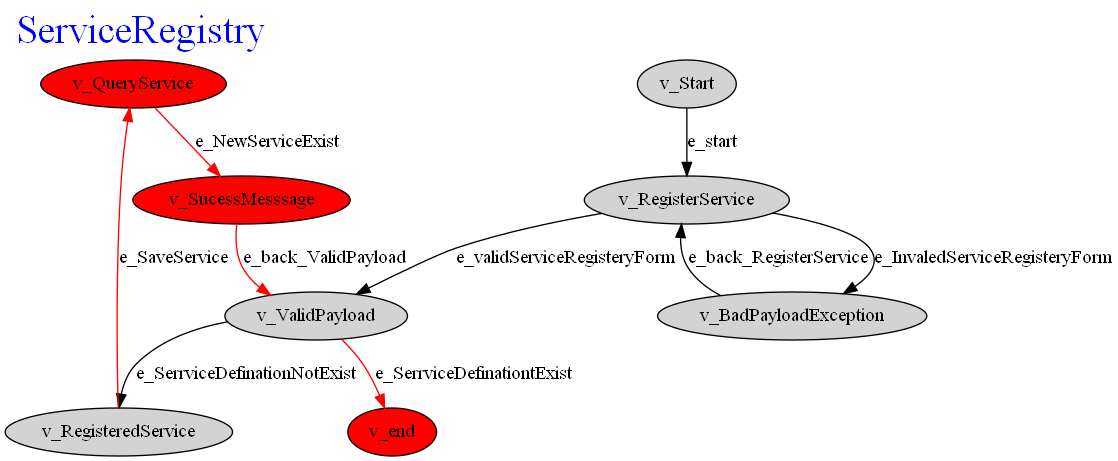 ServiceRegistry
v_QueryService
v_Start
e_NewServiceExist
e_start
v_SucessMesssage
v_RegisterService
e_SaveService
e_back_ValidPayload
e_validServiceRegisteryForm
e_back_RegisterService
e_InvaledServiceRegisteryForm
v_ValidPayload
v_BadPayloadException
e_SerrviceDefinationNotExist
e_SerrviceDefinationtExist
v_RegisteredService
v_end